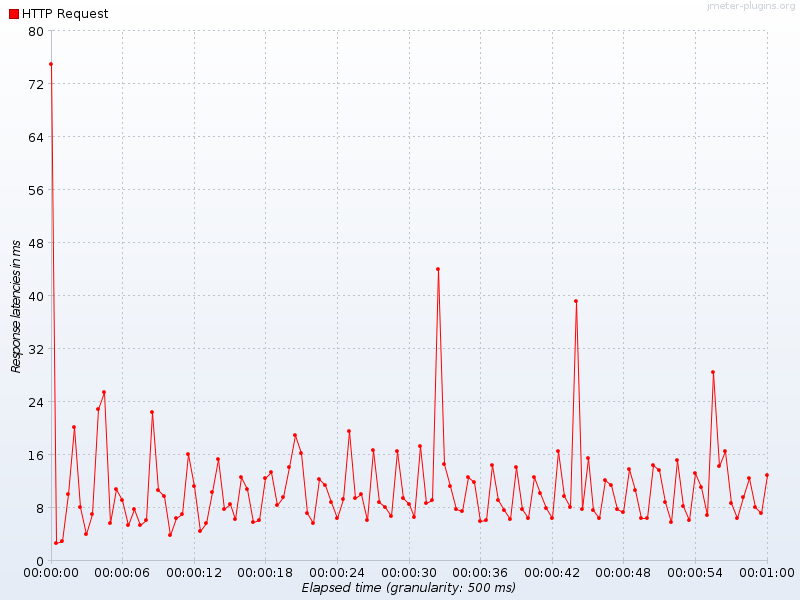 jmeter-plugins.org
HTTP Request
80
72
64
56
48
40
32
24
16
8
0
Response latencies in ms
00:00:00 00:00:06 00:00:12 00:00:18 00:00:24 00:00:30 00:00:36 00:00:42 00:00:48 00:00:54 00:01:00
Elapsed time (granularity: 500 ms)